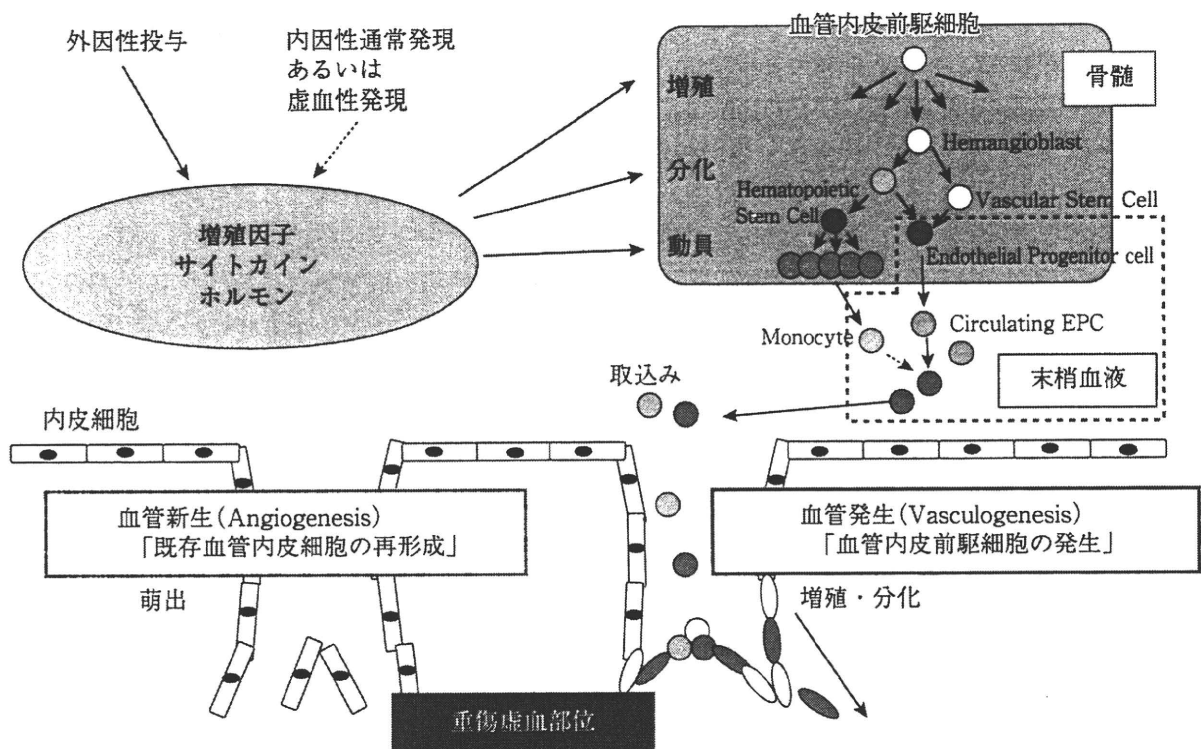 外因性投与
内因性通常発現
あるいは
虚血性発現
増殖因子
サイトカイン
ホルモン
血管内皮前駆細胞
骨髄
増殖
分化
動員
Hemangioblast
Hematopoietic
Stem Cell
Vascular Stem Cell
Endothelial Progenitor cell
Monocyte
Circulating EPC
末梢血液
取込み
内皮細胞
血管新生(Angiogenesis)
「既存血管内皮細胞の再形成」
血管発生(Vasculogenesis)
「血管内皮前駆細胞の発生」
萌出
増殖・分化
重傷虚血部位